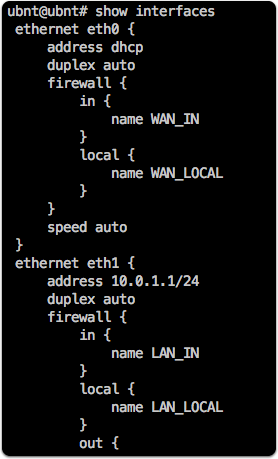 ubnt@ubnt# show interfaces
ethernet eth0 {
address dhcp
duplex auto
firewall {
in {
name WAN_IN
}
local {
name WAN_LOCAL
}
}
speed auto
}
ethernet eth1 {
address 10.0.1.1/24
duplex auto
firewall {
in {
name LAN_IN
}
local {
name LAN_LOCAL
}
out {